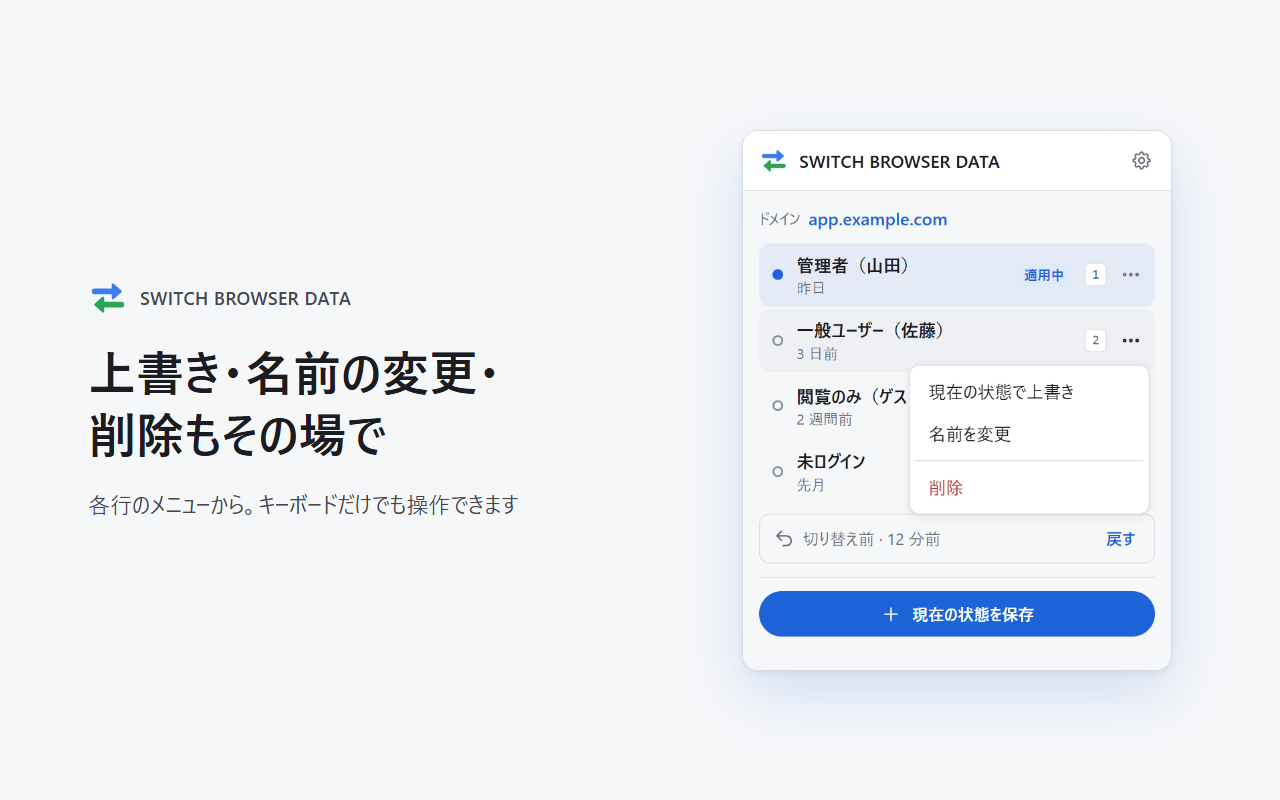 SWITCH BROWSER DATA
上書き・名前の変更・
削除もその場で
各行のメニューから。キーボードだけでも操作できます
SWITCH BROWSER DATA
ドメイン app.example.com
管理者（山田）
昨日
適用中 1
一般ユーザー（佐藤）
3 日前
2
閲覧のみ（ゲス
2 週間前
未ログイン
先月
現在の状態で上書き
名前を変更
削除
切り替え前 · 12 分前 戻す
現在の状態を保存